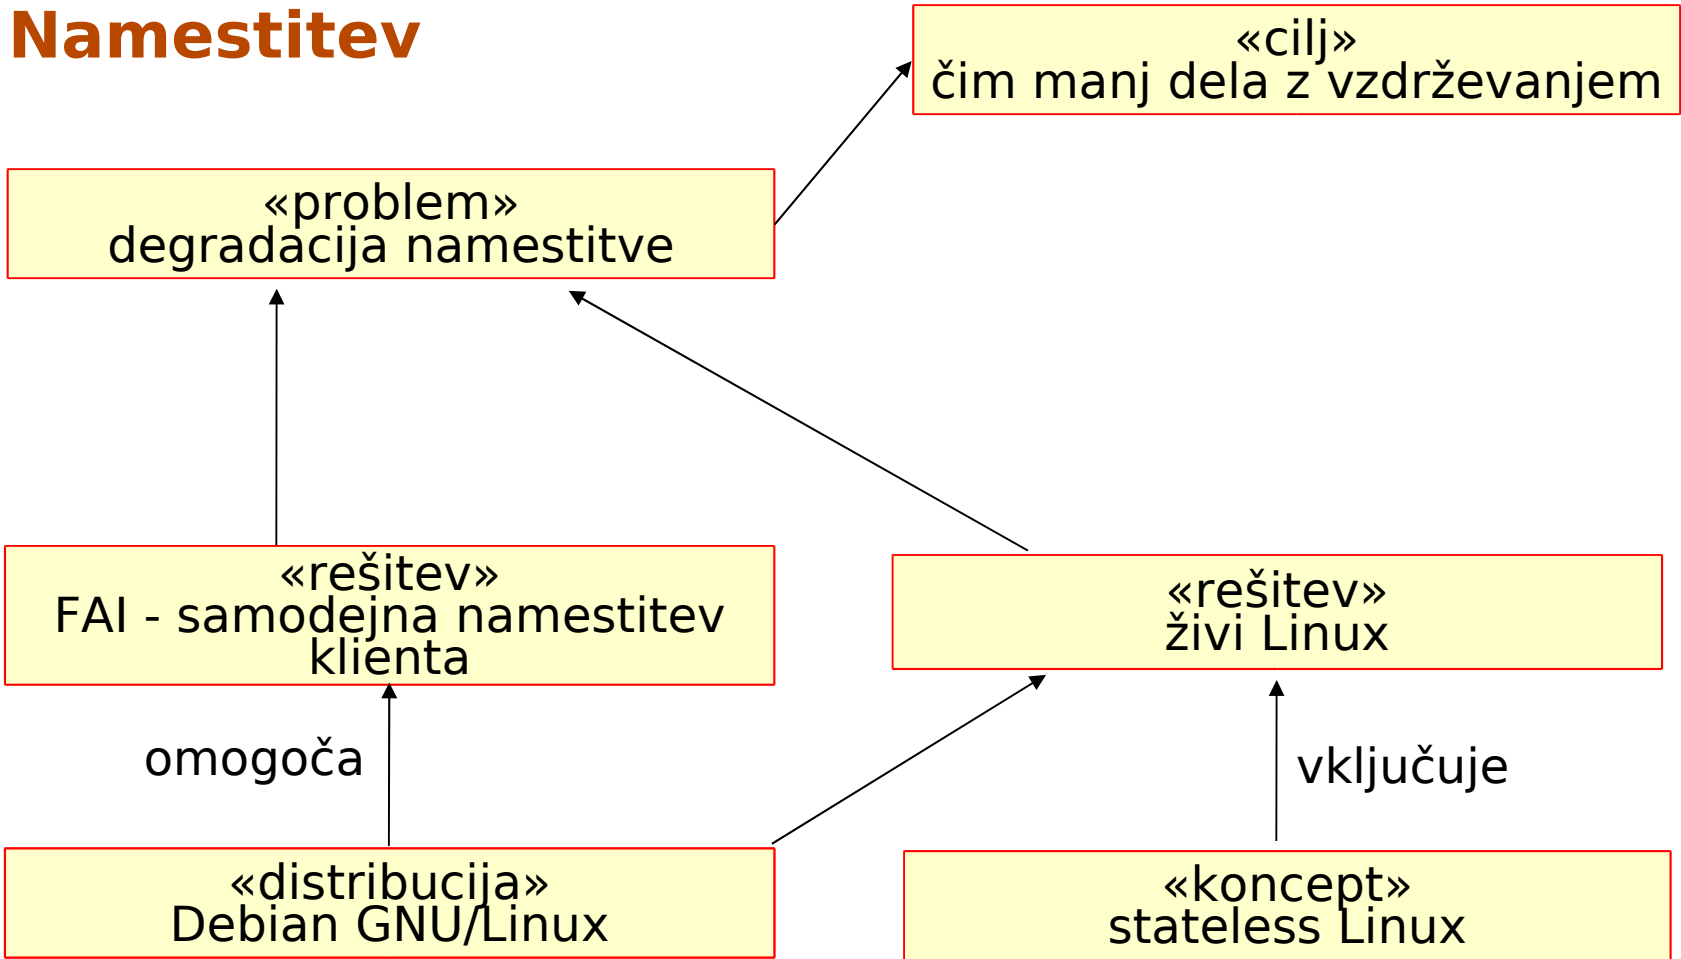 Namestitev
«cilj»
čim manj dela z vzdrževanjem
«problem»
degradacija namestitve
«rešitev»
FAI - samodejna namestitev
klienta
«rešitev»
živi Linux
omogoča
vključuje
«distribucija»
Debian GNU/Linux
«koncept»
stateless Linux